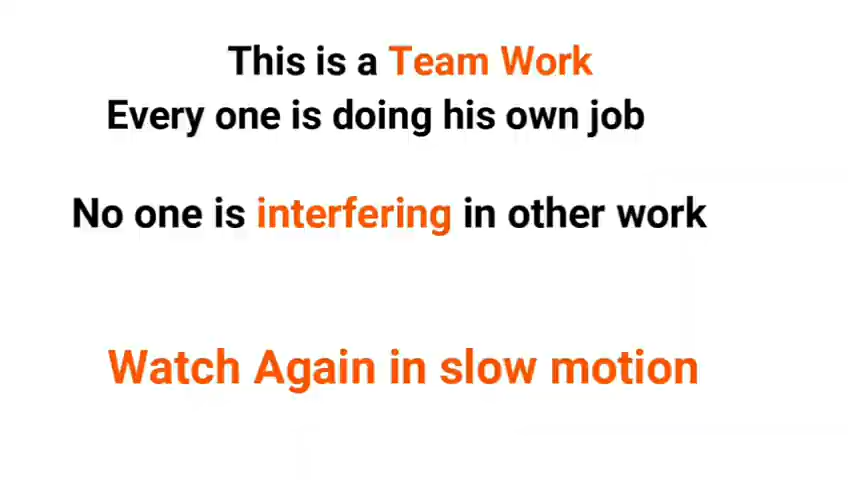 This is a Team Work
Every one is doing his own job
No one is interfering in other work
Watch Again in slow motion